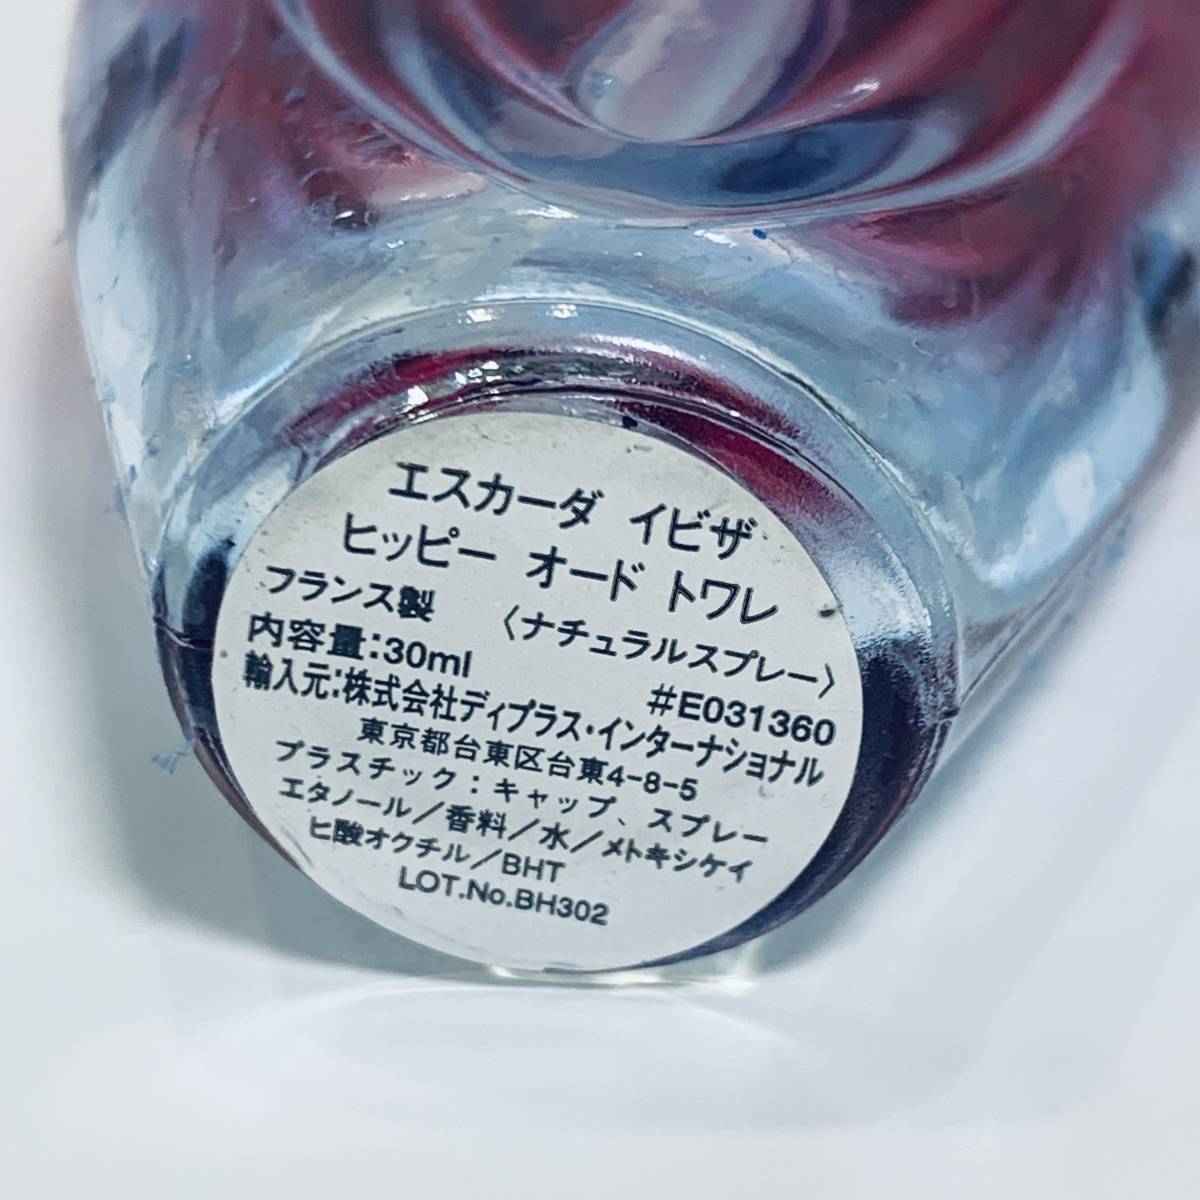 エスカーダ イビザ
ヒッピー オード トワレ
フランス製 〈ナチュラルスプレー〉
内容量:30ml #E031360
輸入元:株式会社ディプラス・インターナショナル
東京都台東区台東4-8-5
プラスチック:キャップ、スプレー
エタノール/香料/水/メトキシケイ
ヒ酸オクチル/BHT
LOT.No.BH302